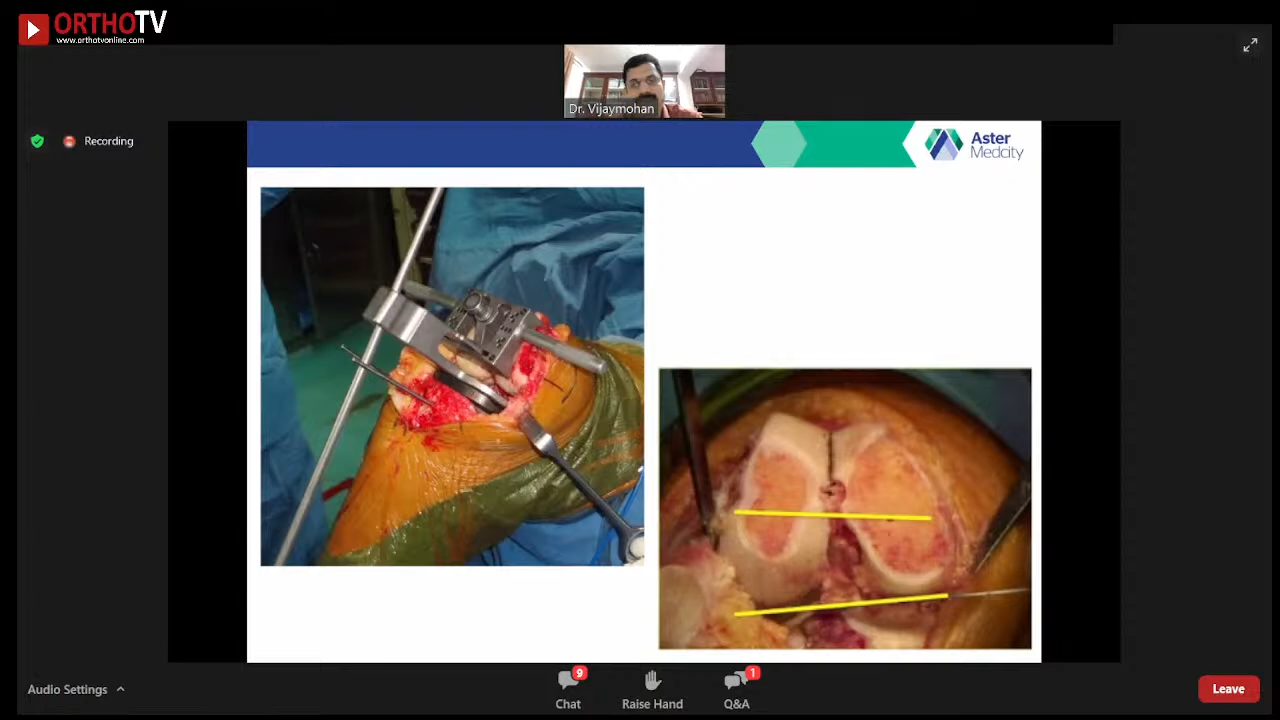 ORTHOTV
www.orthotvonline.com
Dr. Vijaymohan
Recording
Aster
Medcity
Audio Settings
9
Chat
Raise Hand
1
Q&A
Leave